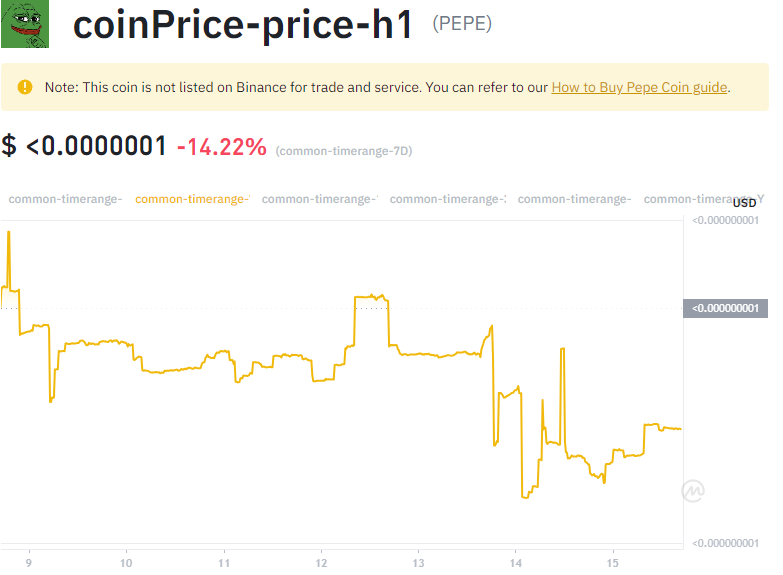 coinPrice-price-h1 (PEPE)
Note: This coin is not listed on Binance for trade and service. You can refer to our How to Buy Pepe Coin guide.
$ <0.0000001 -14.22% (common-timerange-7D)
common-timerange- common-timerange- common-timerange- common-timerange- common-timerange- common-timerange-Y
USD
<0.000000001
<0.000000001
<0.000000001
9 10 11 12 13 14 15